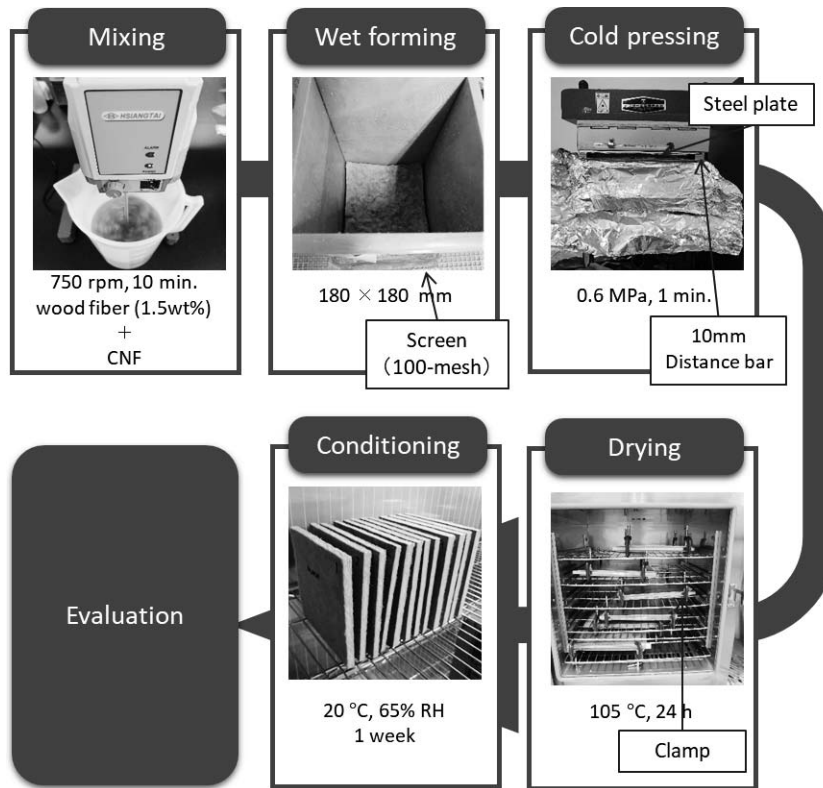 Mixing
HSIANGTAI
750 rpm, 10 min.
wood fiber (1.5wt%)
+
CNF
Wet forming
180 × 180 mm
Screen
(100-mesh)
Cold pressing
Steel plate
0.6 MPa, 1 min.
10mm
Distance bar
Drying
105 °C, 24 h
Clamp
Conditioning
20 °C, 65% RH
1 week
Evaluation